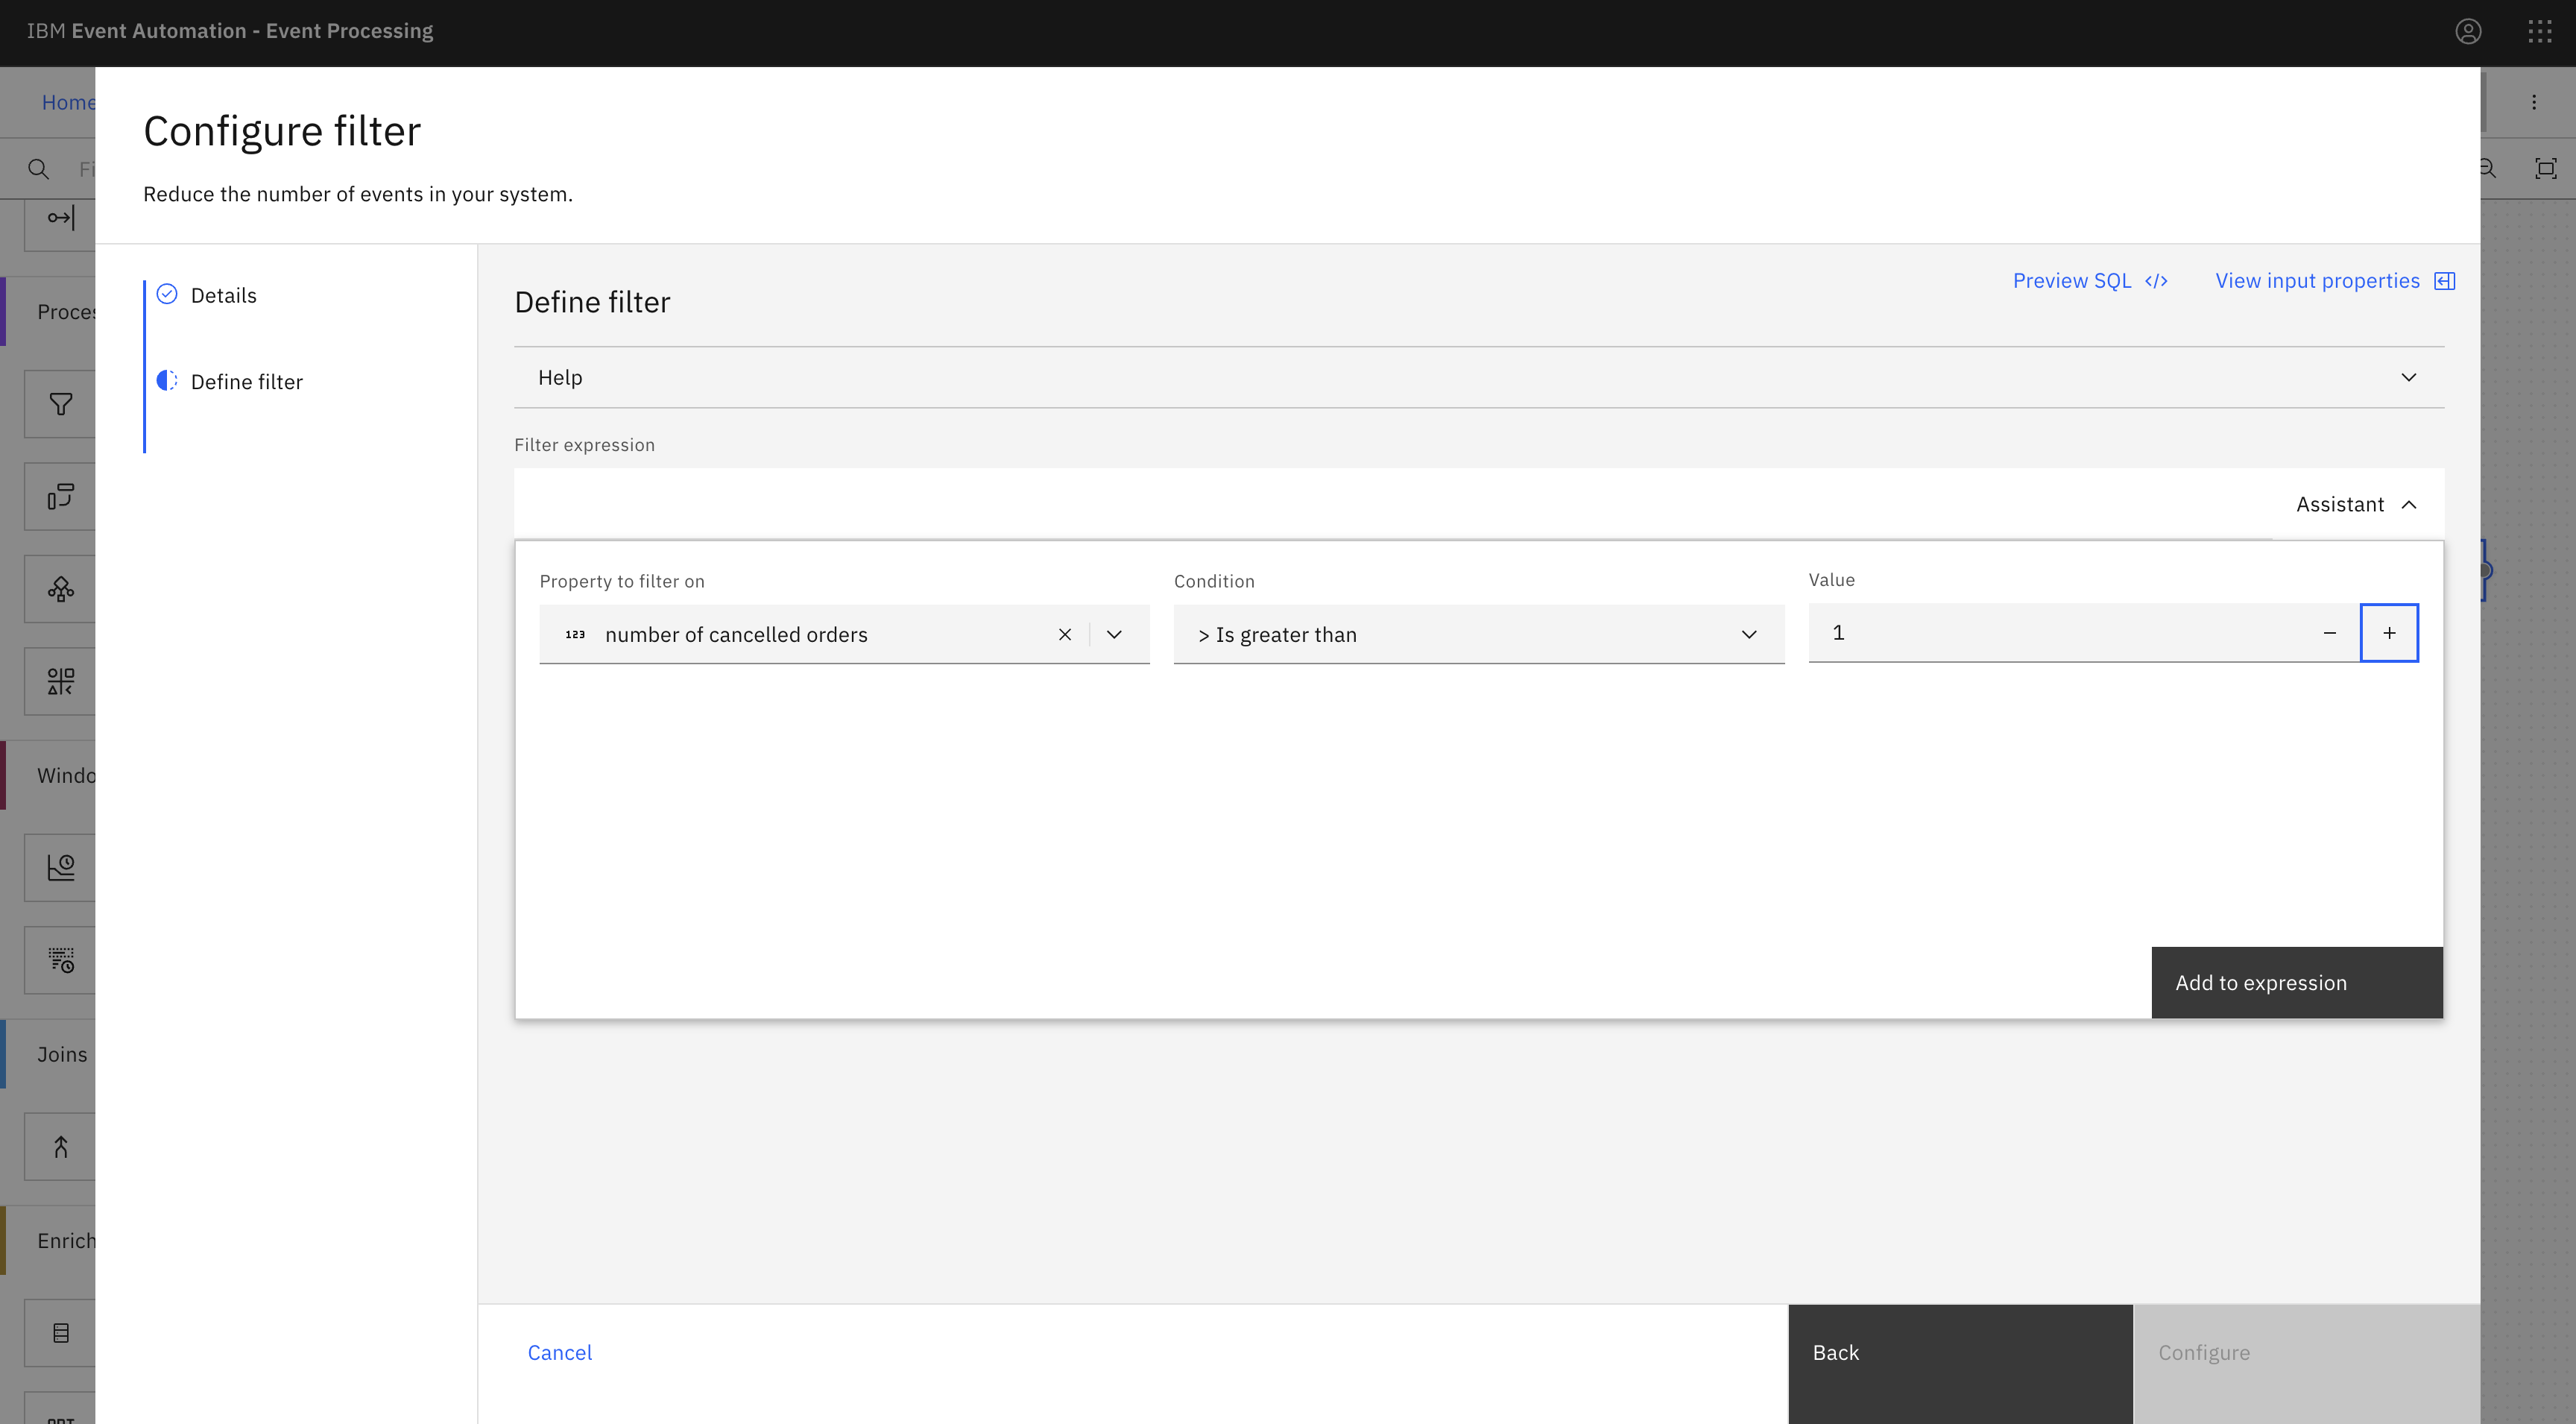 IBM Event Automation - Event Processing
Home
Configure filter
Reduce the number of events in your system.
Details
Define filter
Define filter
Preview SQL </>
View input properties
Help
Filter expression
Assistant
Property to filter on
Condition
Value
123 number of cancelled orders
> Is greater than
1
Add to expression
Cancel
Back
Configure
Fi
Proces
Windo
Joins
Enrich